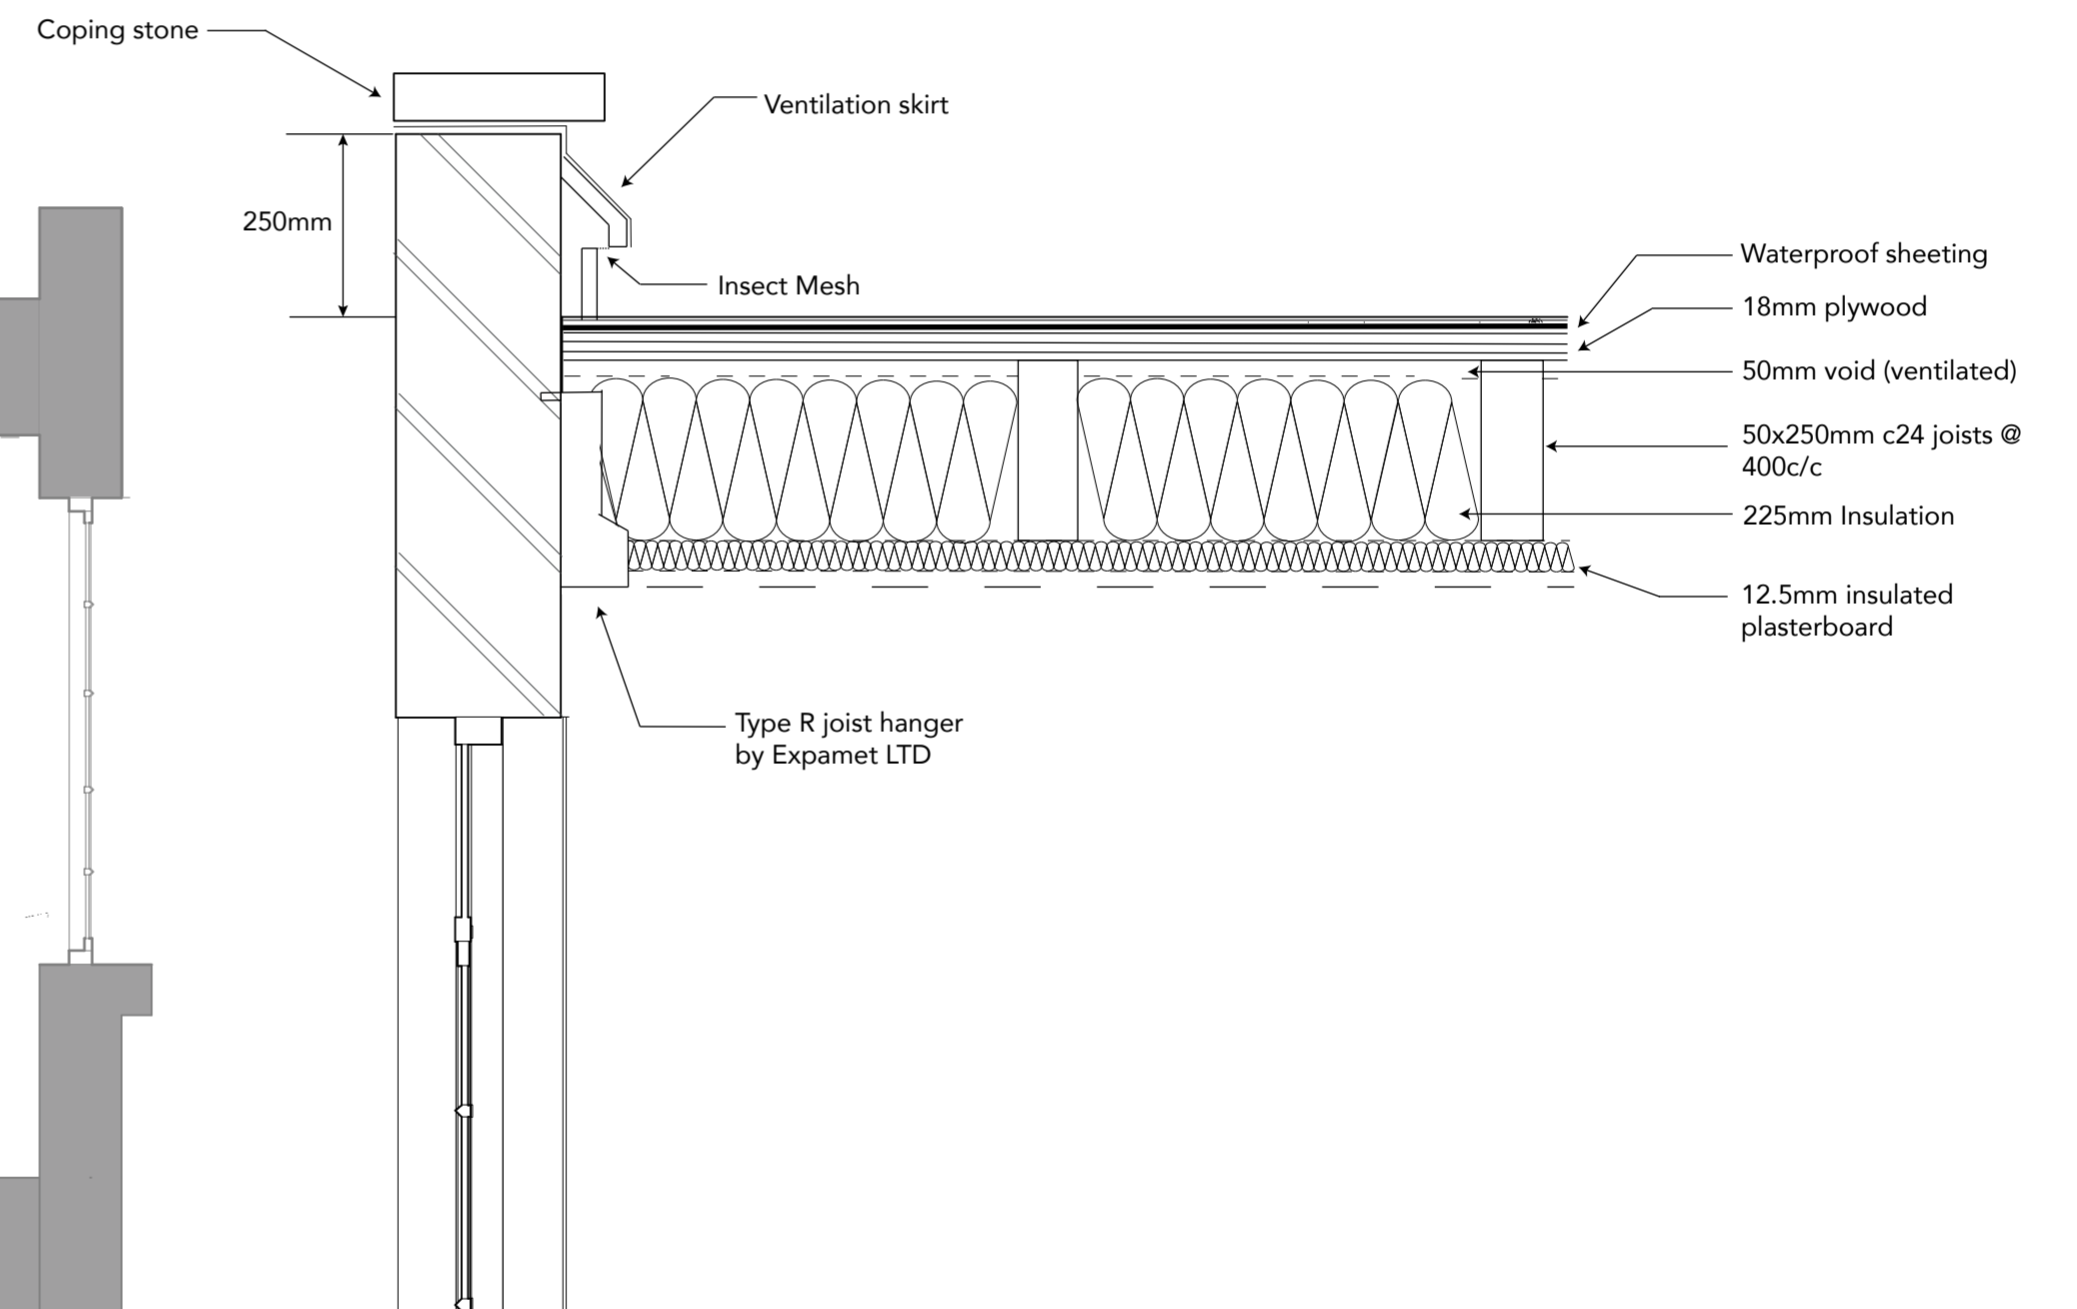 Coping stone
Ventilation skirt
250mm
Insect Mesh
Waterproof sheeting
18mm plywood
50mm void (ventilated)
50x250mm c24 joists @
400c/c
225mm Insulation
12.5mm insulated
plasterboard
Type R joist hanger
by Expamet LTD